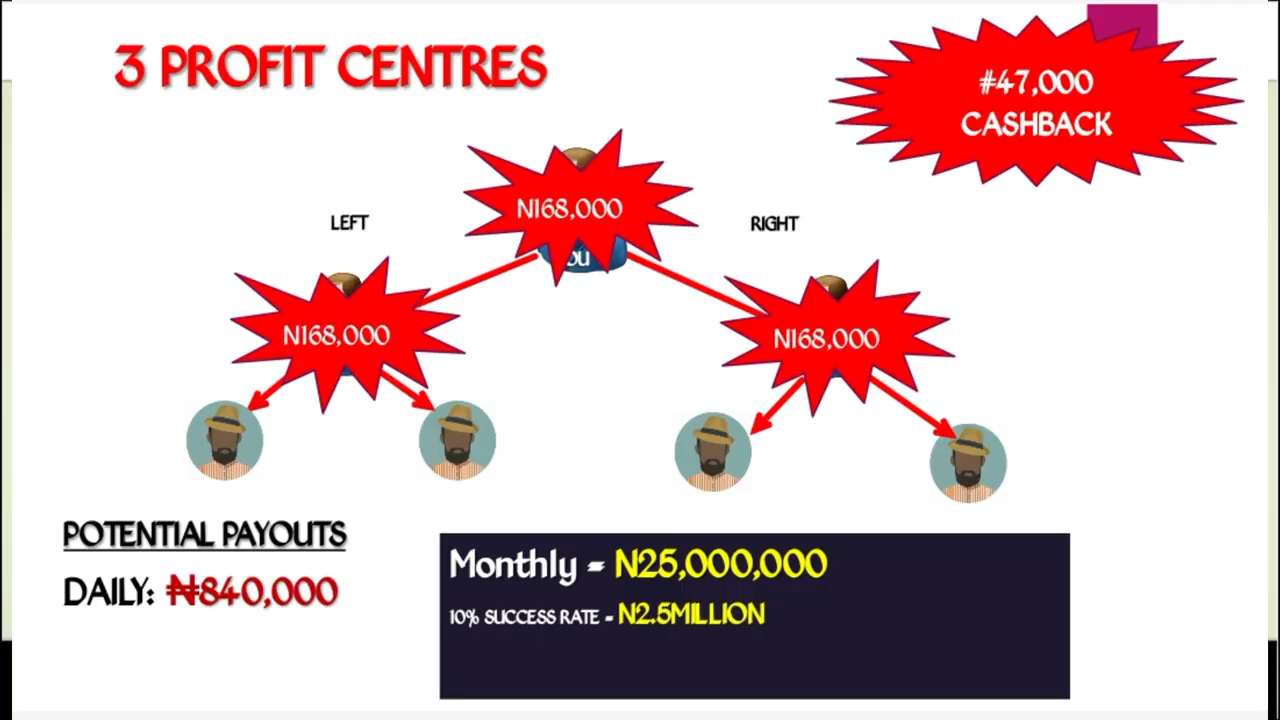 3 PROFIT CENTRES
#47,000
CASHBACK
N168,000
LEFT
RIGHT
N168,000
N168,000
POTENTIAL PAYOUTS
DAILY: ₦840,000
Monthly = N25,000,000
10% SUCCESS RATE = N2.5MILLION